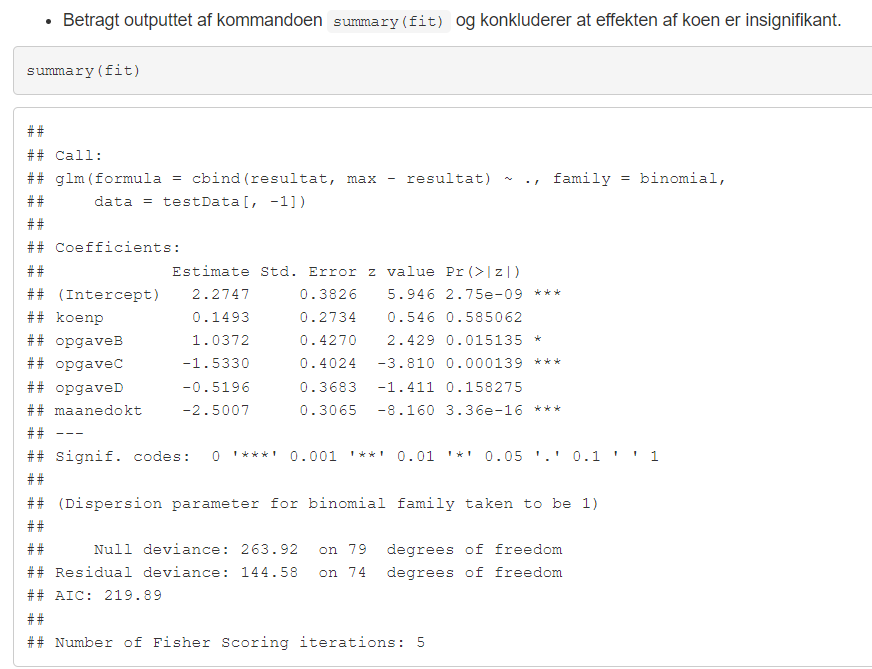 • Betragt outputtet af kommandoen summary(fit) og konkluderer at effekten af koen er insignifikant.
summary(fit)
##
## Call:
## glm(formula = cbind(resultat, max - resultat) ~ ., family = binomial,
##     data = testData[, -1])
##
## Coefficients:
##             Estimate Std. Error z value Pr(>|z|)
## (Intercept)   2.2747     0.3826   5.946 2.75e-09 ***
## koenp         0.1493     0.2734   0.546 0.585062
## opgaveB       1.0372     0.4270   2.429 0.015135 *
## opgaveC      -1.5330     0.4024  -3.810 0.000139 ***
## opgaveD      -0.5196     0.3683  -1.411 0.158275
## maanedokt    -2.5007     0.3065  -8.160 3.36e-16 ***
## ---
## Signif. codes:  0 '***' 0.001 '**' 0.01 '*' 0.05 '.' 0.1 ' ' 1
##
## (Dispersion parameter for binomial family taken to be 1)
##
##     Null deviance: 263.92  on 79  degrees of freedom
## Residual deviance: 144.58  on 74  degrees of freedom
## AIC: 219.89
##
## Number of Fisher Scoring iterations: 5